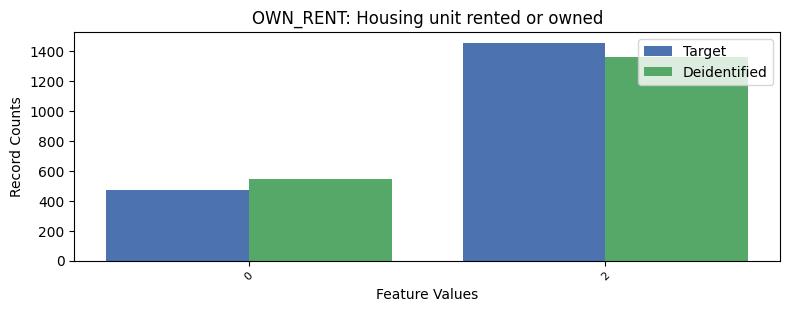 OWN_RENT: Housing unit rented or owned
Target
Deidentified
Record Counts
1400
1200
1000
800
600
400
200
0
0
2
Feature Values